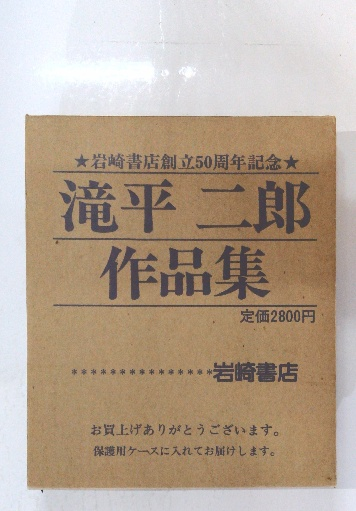 ★岩崎書店創立50周年記念★
滝平 二郎
作品集
定価2800円
***************岩崎書店
お買上げありがとうございます。
保護用ケースに入れてお届けします。